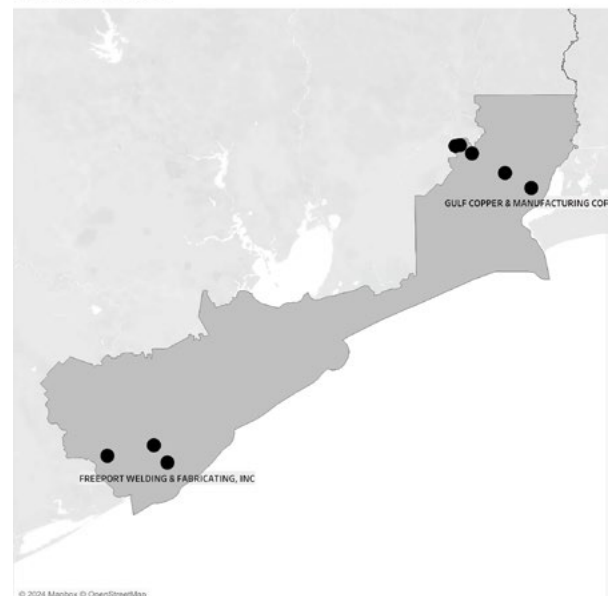 GULF COPPER & MANUFACTURING COR
FREEPORT WELDING & FABRICATING, INC
© 2024 Mapbox © OpenStreetMap